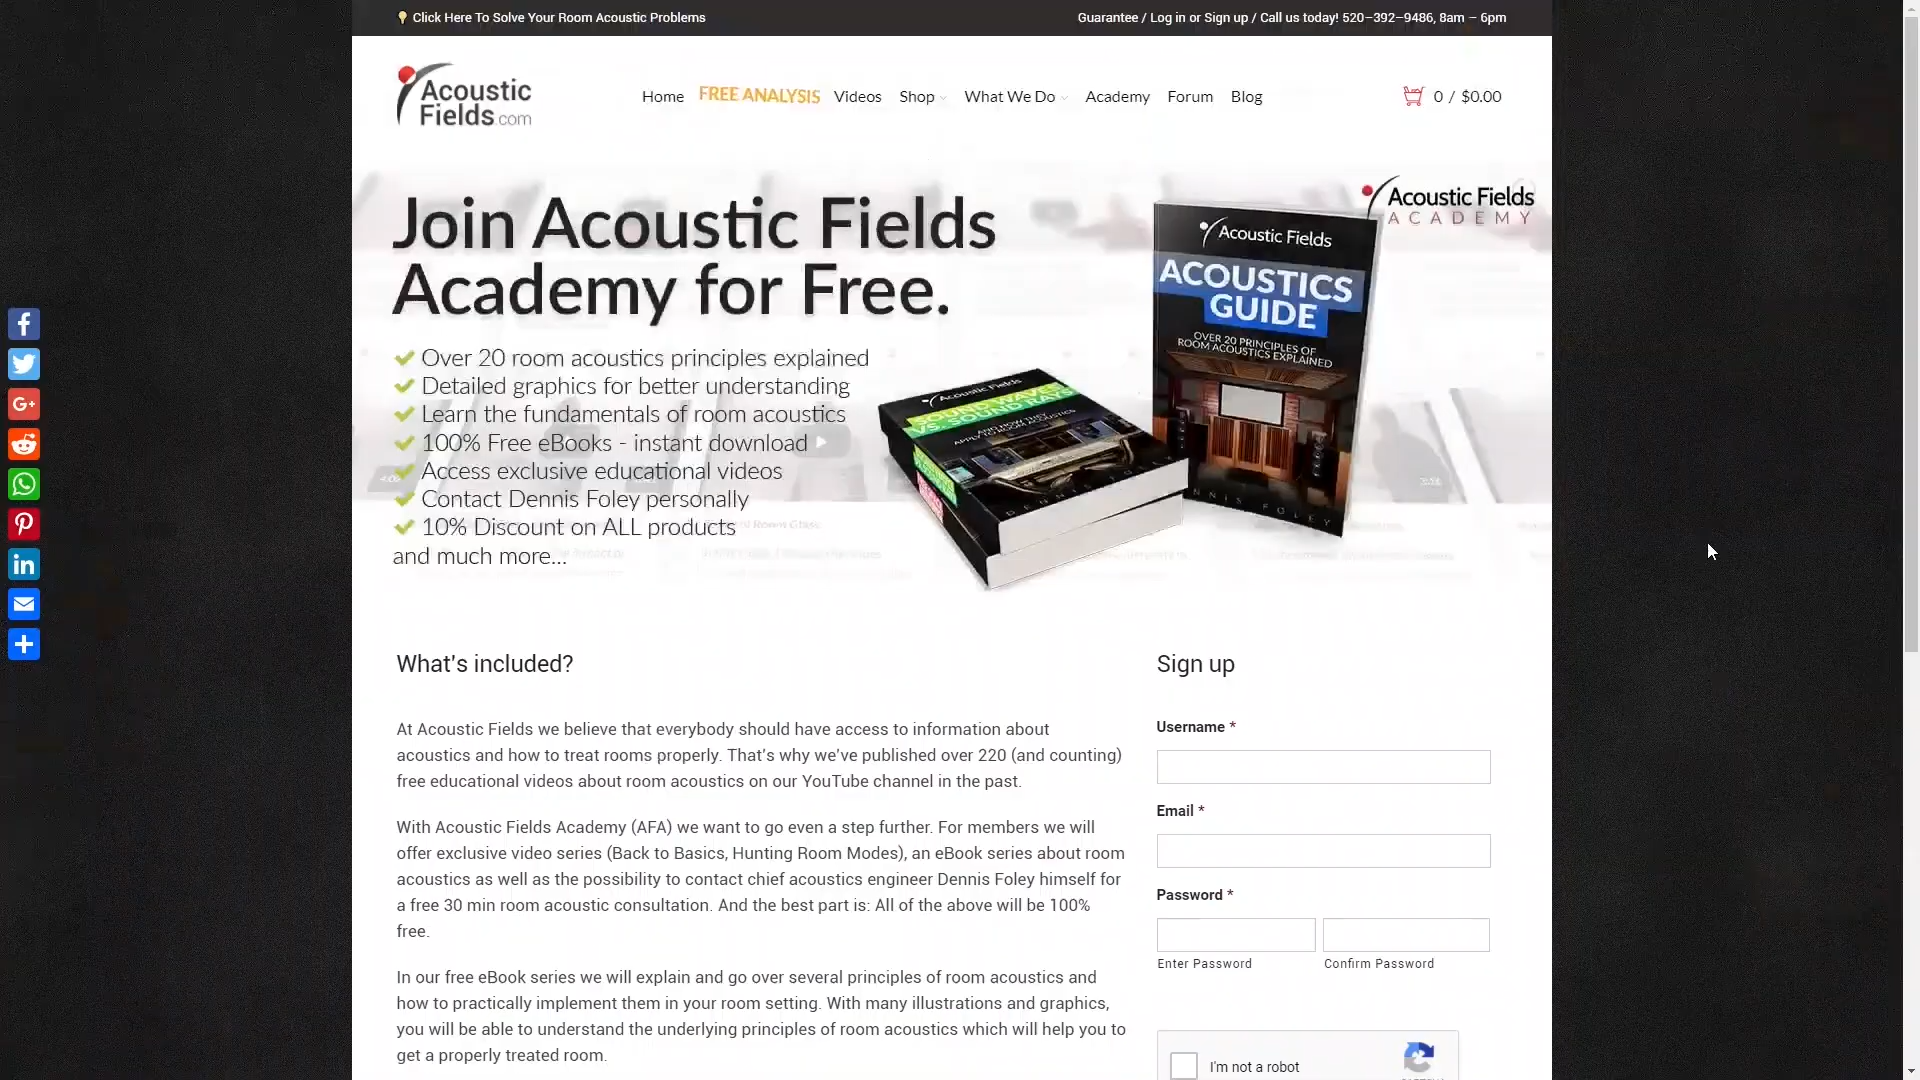 Click Here To Solve Your Room Acoustic Problems
Guarantee / Log in or Sign up / Call us today! 520–392–9486, 8am – 6pm
Acoustic
Fields.com
Home FREE ANALYSIS Videos Shop What We Do Academy Forum Blog
0 / $0.00
Join Acoustic Fields
Academy for Free.
Over 20 room acoustics principles explained
Detailed graphics for better understanding
Learn the fundamentals of room acoustics
100% Free eBooks - instant download
Access exclusive educational videos
Contact Dennis Foley personally
10% Discount on ALL products
and much more...
Acoustic Fields
ACADEMY
Acoustic Fields
ACOUSTICS
GUIDE
OVER 20 PRINCIPLES OF
ROOM ACOUSTICS EXPLAINED
Acoustic Fields
SOUND WAVES
VS. SOUND RAYS
AND HOW THEY
APPLY TO ROOM ACOUSTICS
What's included?
At Acoustic Fields we believe that everybody should have access to information about
acoustics and how to treat rooms properly. That's why we've published over 220 (and counting)
free educational videos about room acoustics on our YouTube channel in the past.
With Acoustic Fields Academy (AFA) we want to go even a step further. For members we will
offer exclusive video series (Back to Basics, Hunting Room Modes), an eBook series about room
acoustics as well as the possibility to contact chief acoustics engineer Dennis Foley himself for
a free 30 min room acoustic consultation. And the best part is: All of the above will be 100%
free.
In our free eBook series we will explain and go over several principles of room acoustics and
how to practically implement them in your room setting. With many illustrations and graphics,
you will be able to understand the underlying principles of room acoustics which will help you to
get a properly treated room.
Sign up
Username *
Email *
Password *
Enter Password Confirm Password
I'm not a robot